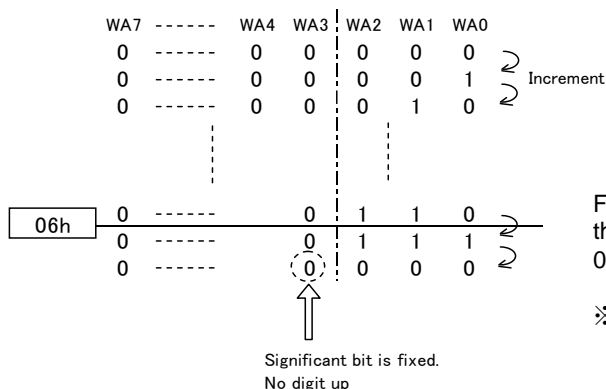 WA7 ------ WA4 WA3 WA2 WA1 WA0
0 ------ 0 0 0 0 0
0 ------ 0 0 0 0 1
0 ------ 0 0 0 1 0
Increment
06h
0 ------ 0 1 1 0
0 ------ 0 1 1 1
0 ------ 0 0 0 0
Significant bit is fixed.
No digit up
F
th
0
※